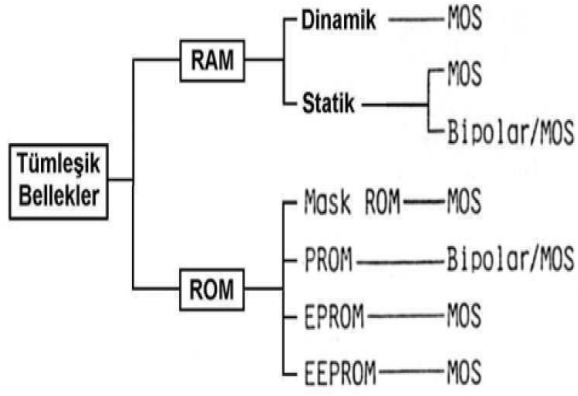 Dinamik MOS
RAM
MOS
Statik
Bipolar/MOS
Tümleşik
Bellekler
Mask ROM MOS
PROM Bipolar/MOS
ROM
EPROM MOS
EEPROM MOS